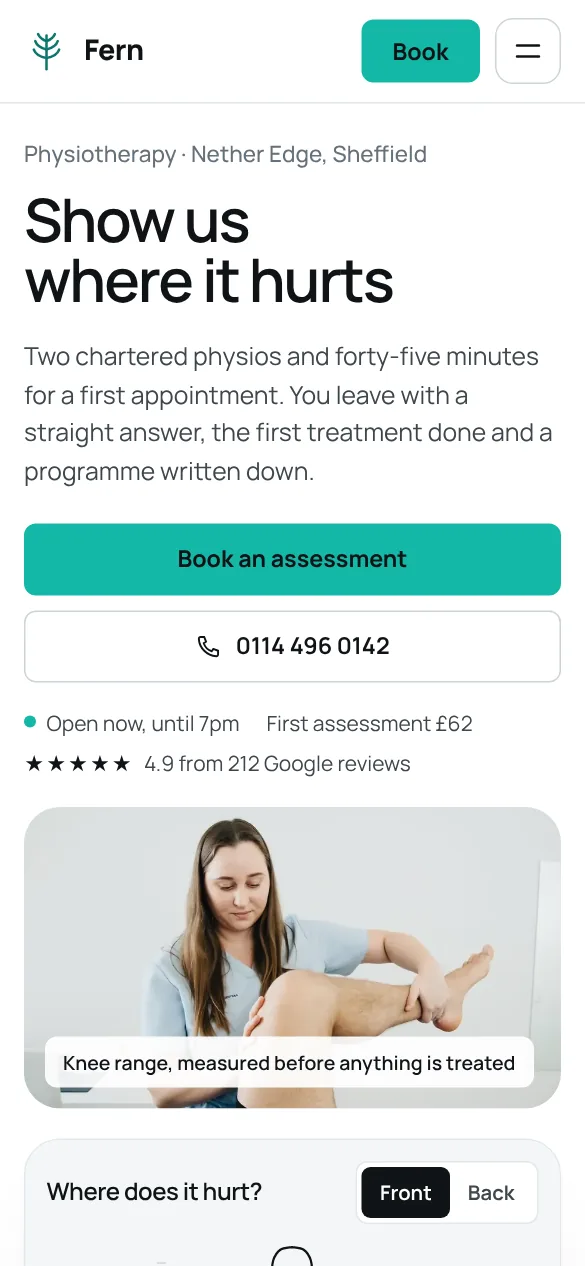 Fern
Book
Physiotherapy · Nether Edge, Sheffield
Show us
where it hurts
Two chartered physios and forty-five minutes
for a first appointment. You leave with a
straight answer, the first treatment done and a
programme written down.
Book an assessment
0114 496 0142
Open now, until 7pm First assessment £62
★★★★★ 4.9 from 212 Google reviews
Knee range, measured before anything is treated
Where does it hurt?
Front Back